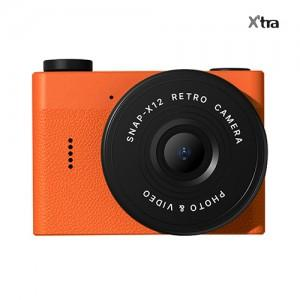 X'tra
SNAP-X12 RETRO CAMERA
PHOTO & VIDEO